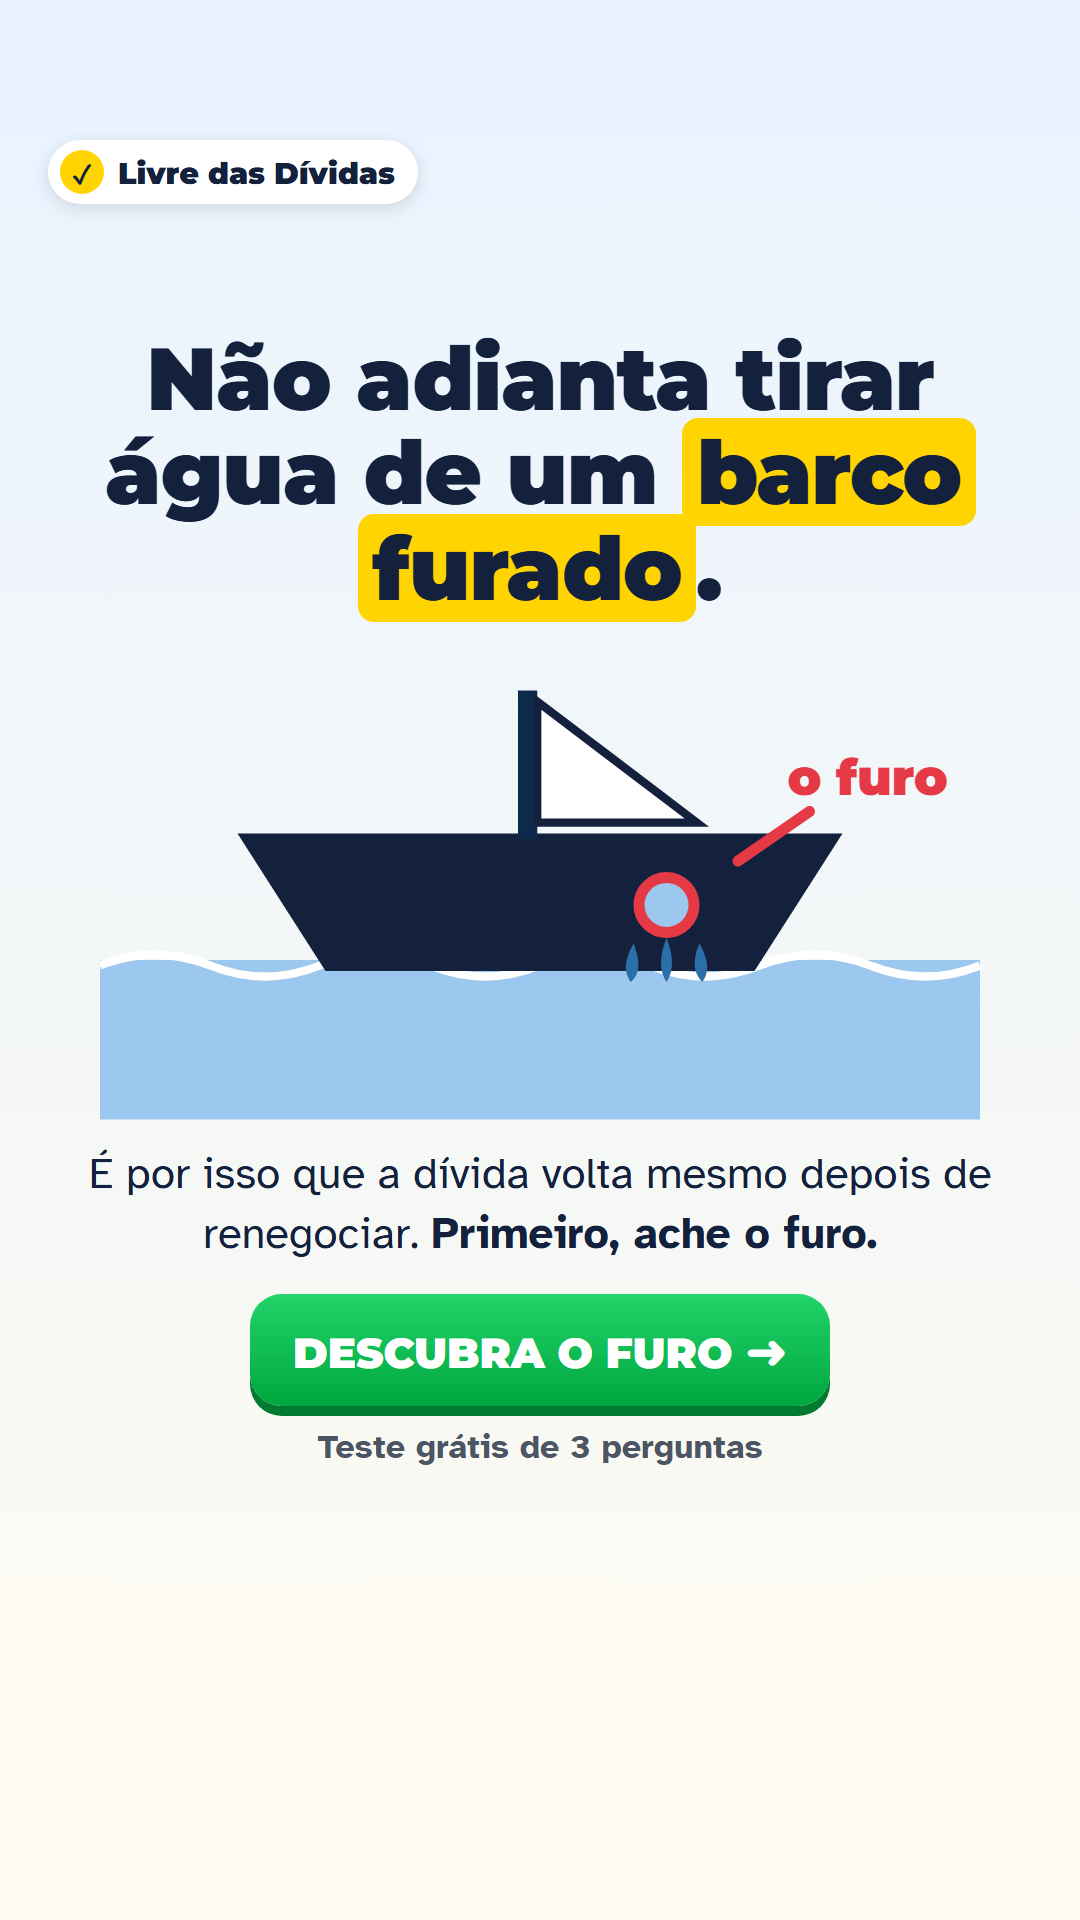 ✓ Livre das Dívidas
Não adianta tirar
água de um barco
furado.
o furo
É por isso que a dívida volta mesmo depois de
renegociar. Primeiro, ache o furo.
DESCUBRA O FURO ➜
Teste grátis de 3 perguntas